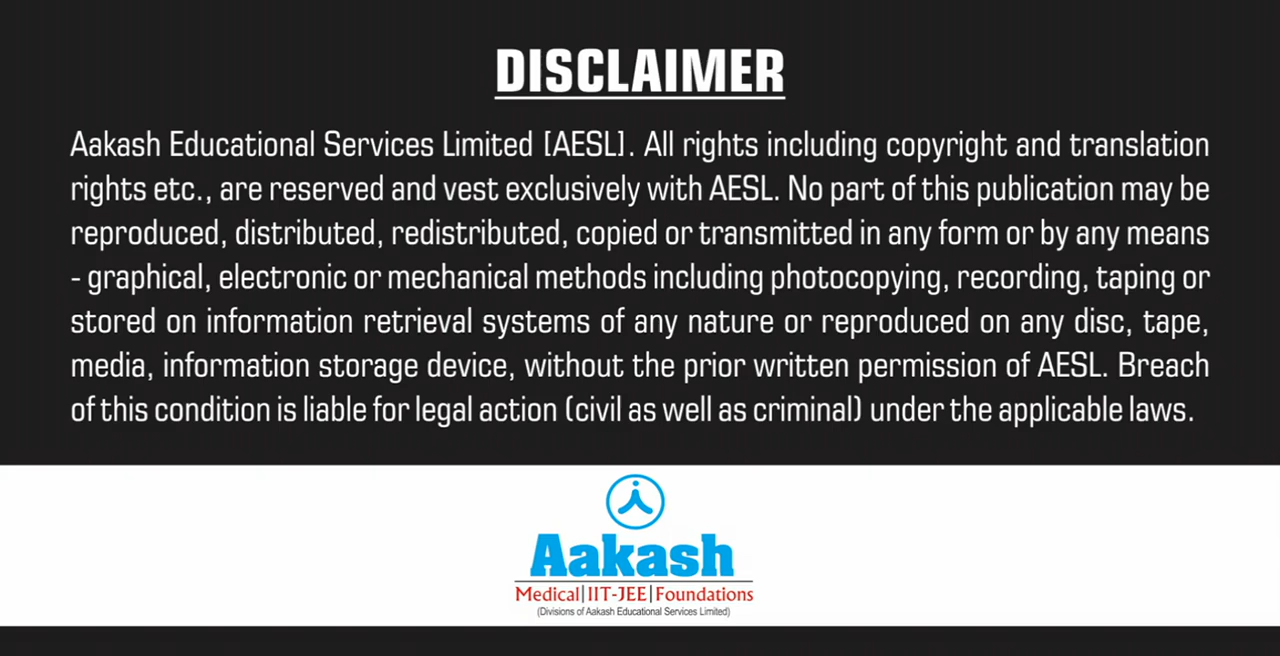 DISCLAIMER
Aakash Educational Services Limited [AESL]. All rights including copyright and translation
rights etc., are reserved and vest exclusively with AESL. No part of this publication may be
reproduced, distributed, redistributed, copied or transmitted in any form or by any means
- graphical, electronic or mechanical methods including photocopying, recording, taping or
stored on information retrieval systems of any nature or reproduced on any disc, tape,
media, information storage device, without the prior written permission of AESL. Breach
of this condition is liable for legal action (civil as well as criminal) under the applicable laws.
Aakash
Medical|IIT-JEE|Foundations
(Divisions of Aakash Educational Services Limited)